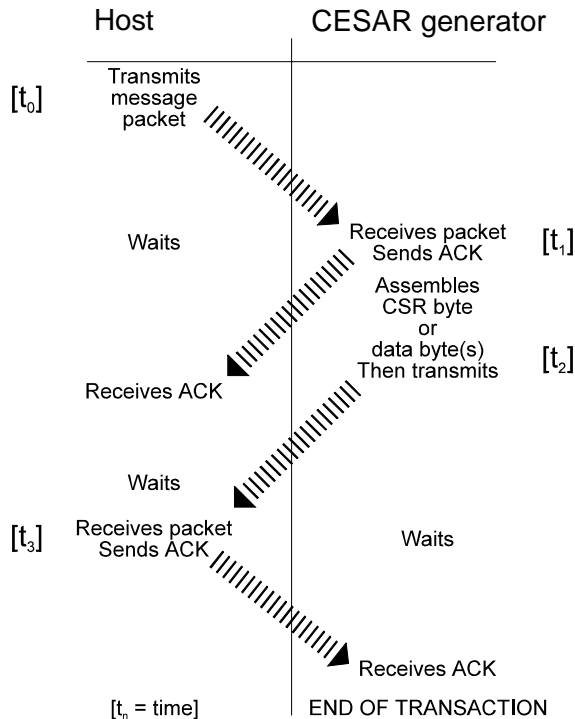 Host CESAR generator
[t0]
Transmits
message
packet
Waits
Receives packet
Sends ACK
[t1]
Assembles
CSR byte
or
data byte(s)
Then transmits
[t2]
Receives ACK
Waits
[t3]
Receives packet
Sends ACK
Waits
Receives ACK
[tn = time]
END OF TRANSACTION